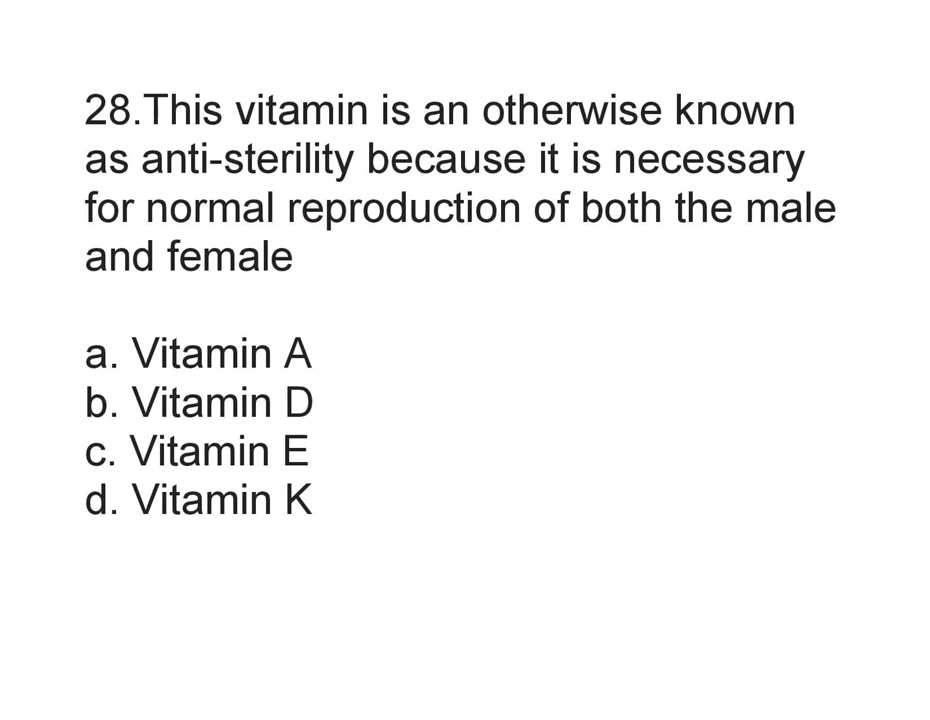 28.This vitamin is an otherwise known
as anti-sterility because it is necessary
for normal reproduction of both the male
and female
a. Vitamin A
b. Vitamin D
c. Vitamin E
d. Vitamin K